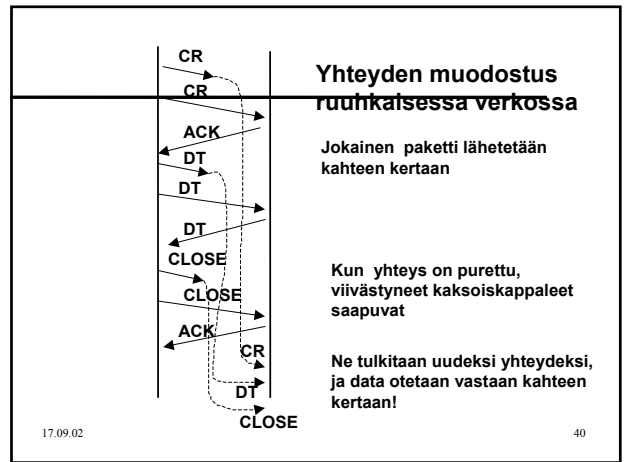 CR
CR
ACK
DT
DT
DT
CLOSE
CLOSE
ACK
CR
DT
CLOSE
Yhteyden muodostus
ruuhkaisessa verkossa
Jokainen paketti lähetetään
kahteen kertaan
Kun yhteys on purettu,
viivästyneet kaksoiskappaleet
saapuvat
Ne tulkitaan uudeksi yhteydeksi,
ja data otetaan vastaan kahteen
kertaan!
17.09.02
40